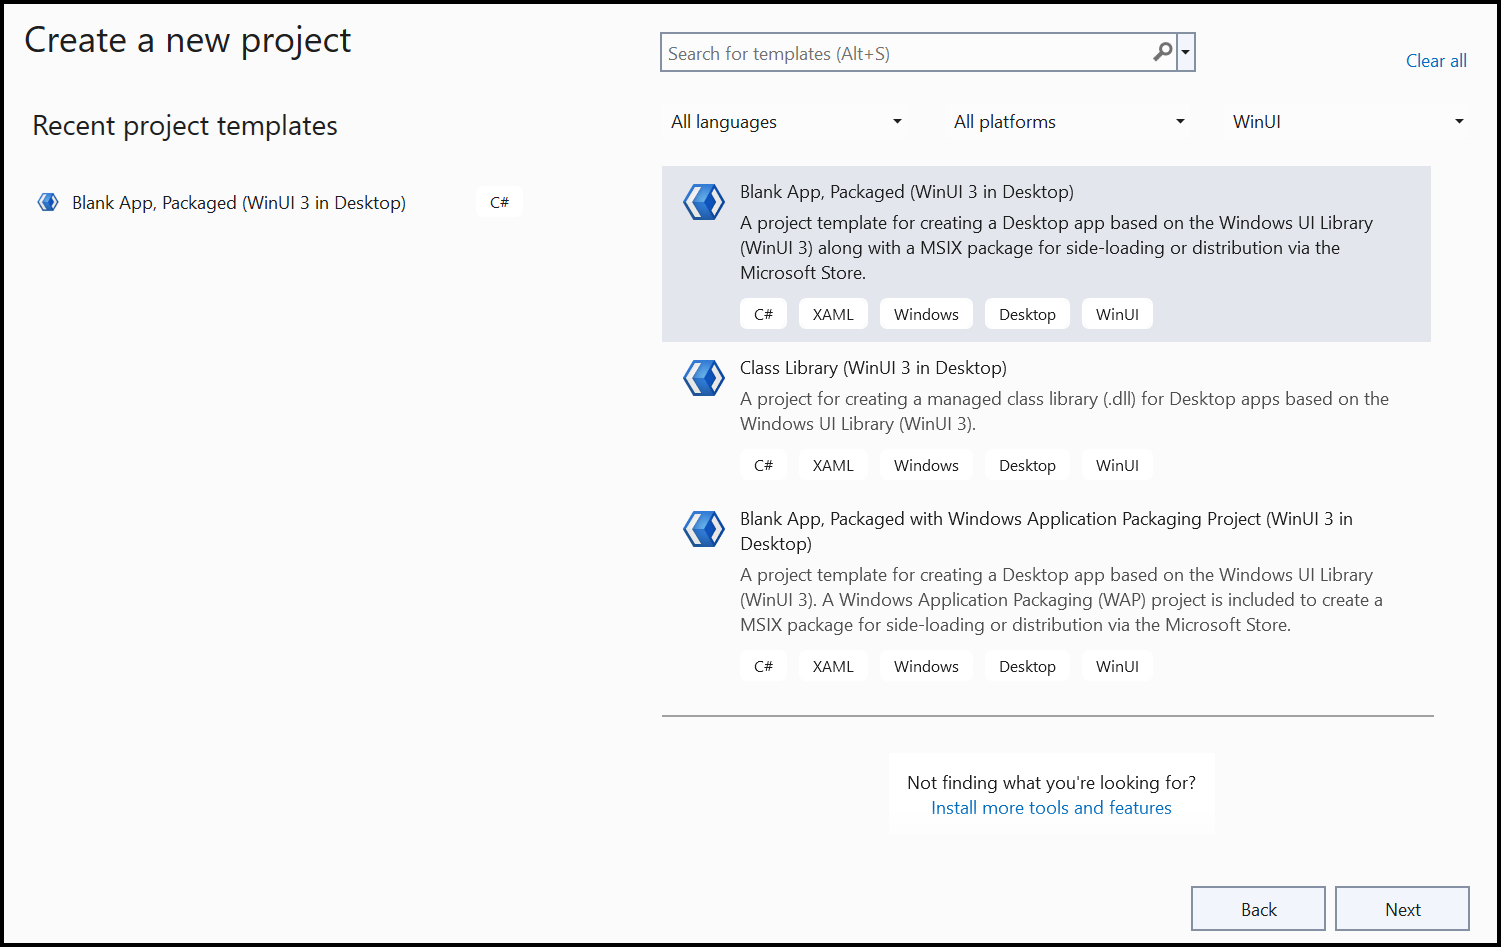 Create a new project
Search for templates (Alt+S)
Clear all
Recent project templates
All languages
All platforms
WinUI
Blank App, Packaged (WinUI 3 in Desktop)
C#
Blank App, Packaged (WinUI 3 in Desktop)
A project template for creating a Desktop app based on the Windows UI Library
(WinUI 3) along with a MSIX package for side-loading or distribution via the
Microsoft Store.
C# XAML Windows Desktop WinUI
Class Library (WinUI 3 in Desktop)
A project for creating a managed class library (.dll) for Desktop apps based on the
Windows UI Library (WinUI 3).
C# XAML Windows Desktop WinUI
Blank App, Packaged with Windows Application Packaging Project (WinUI 3 in
Desktop)
A project template for creating a Desktop app based on the Windows UI Library
(WinUI 3). A Windows Application Packaging (WAP) project is included to create a
MSIX package for side-loading or distribution via the Microsoft Store.
C# XAML Windows Desktop WinUI
Not finding what you're looking for?
Install more tools and features
Back
Next